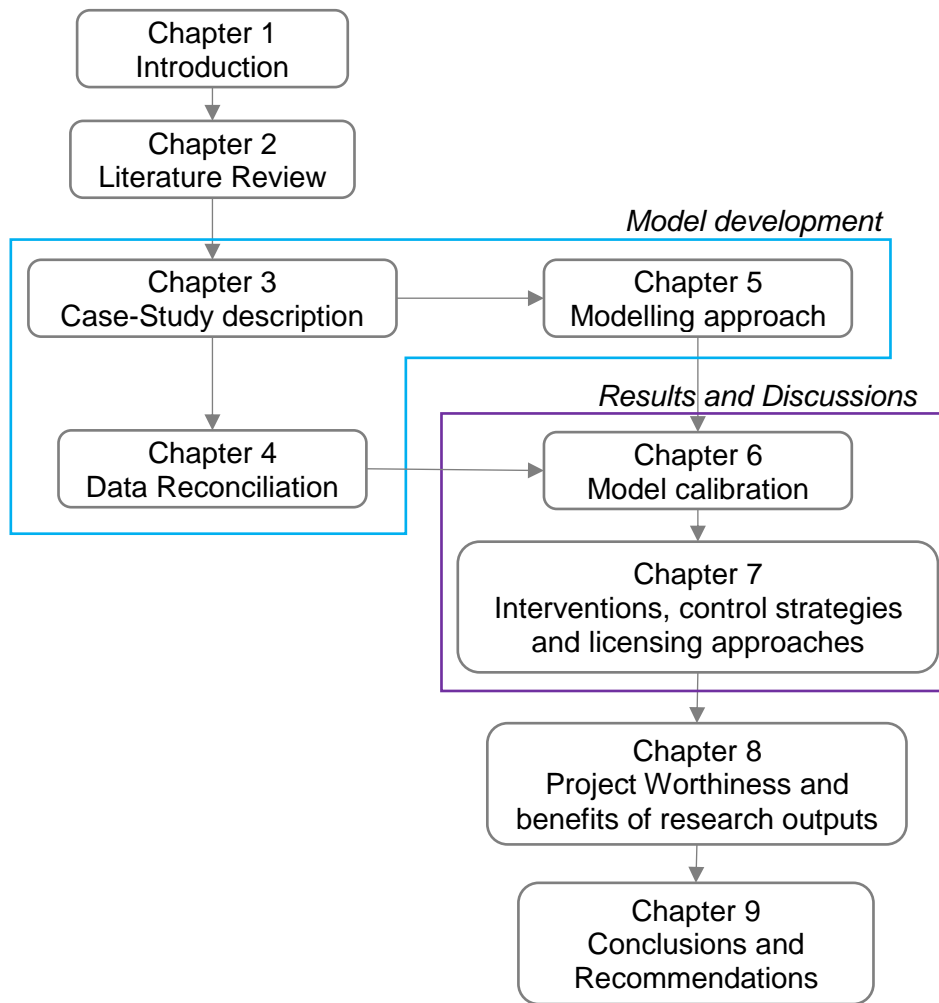 Chapter 1
Introduction
Chapter 2
Literature Review
Model development
Chapter 3
Case-Study description
Chapter 5
Modelling approach
Results and Discussions
Chapter 4
Data Reconciliation
Chapter 6
Model calibration
Chapter 7
Interventions, control strategies
and licensing approaches
Chapter 8
Project Worthiness and
benefits of research outputs
Chapter 9
Conclusions and
Recommendations